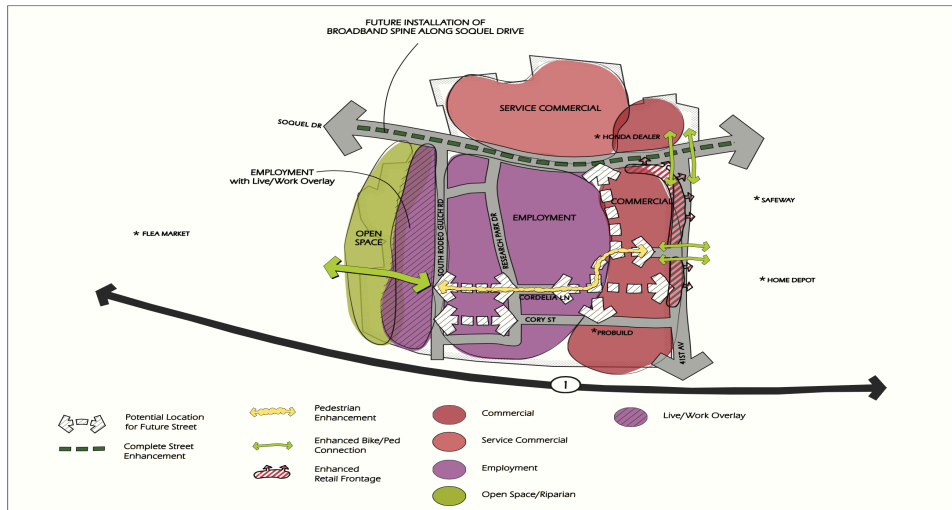 FUTURE INSTALLATION OF
BROADBAND SPINE ALONG SOQUEL DRIVE
SERVICE COMMERCIAL
SOQUEL DR
* HONDA DEALER
EMPLOYMENT
with Live/Work Overlay
COMMERCIAL
* SAFEWAY
EMPLOYMENT
OPEN
SPACE
SOUTH RODEO GULCH RD
RESEARCH PARK DR
* FLEA MARKET
* HOME DEPOT
CORDELIA LN
CORY ST
*PROBUILD
41ST AV
1
Potential Location
for Future Street
Complete Street
Enhancement
Pedestrian
Enhancement
Enhanced Bike/Ped
Connection
Enhanced
Retail Frontage
Commercial
Service Commercial
Employment
Open Space/Riparian
Live/Work Overlay